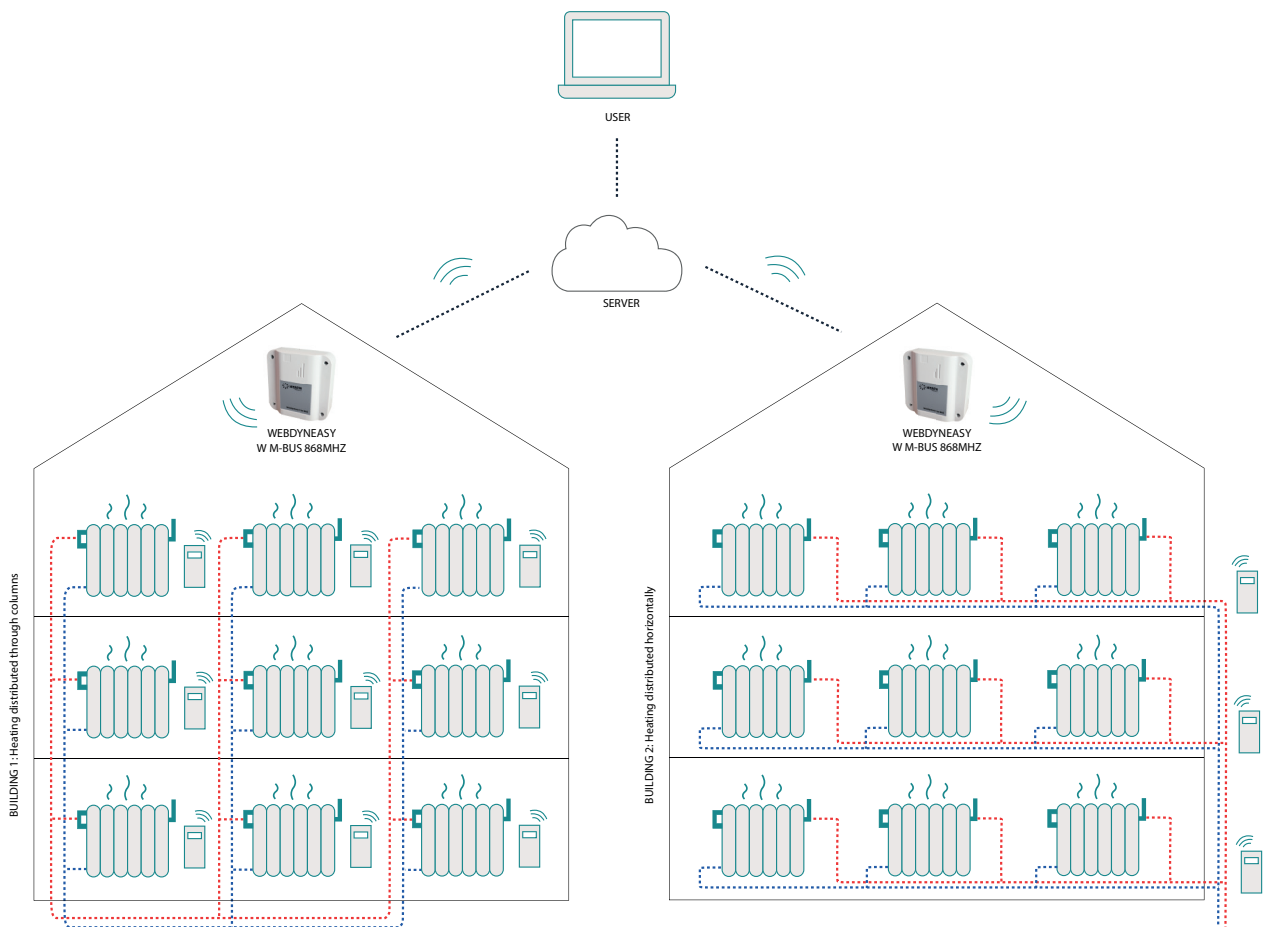 USER
SERVER
WEBDYNEASY
W M-BUS 868MHZ
WEBDYNEASY
W M-BUS 868MHZ
BUILDING 1: Heating distributed through columns
BUILDING 2: Heating distributed horizontally